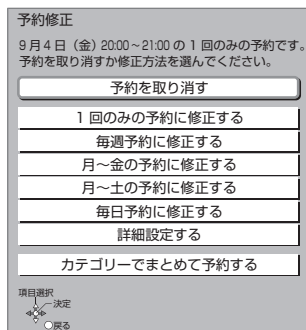 予約修正
9月4日（金）20:00~21:00の1回のみの予約です。
予約を取り消すか修正方法を選んでください。
予約を取り消す
1回のみの予約に修正する
毎週予約に修正する
月～金の予約に修正する
月～土の予約に修正する
毎日予約に修正する
詳細設定する
カテゴリーでまとめて予約する
項目選択
決定
戻る